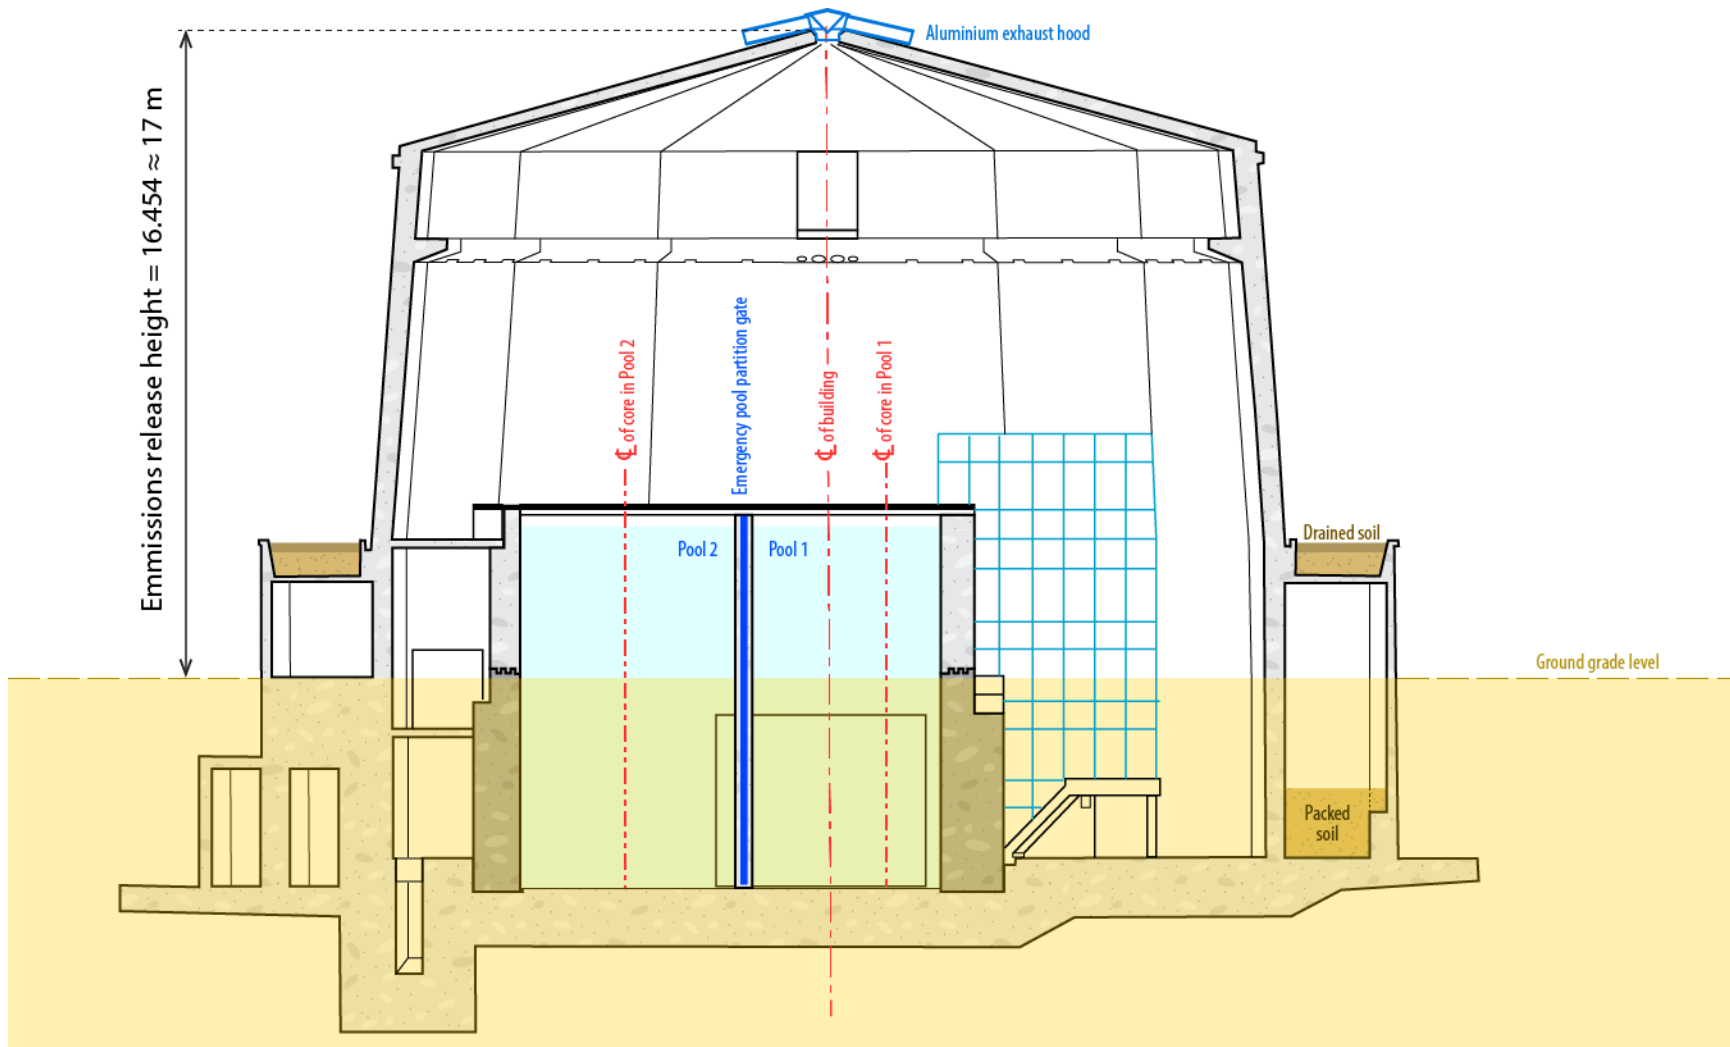 Aluminium exhaust hood
Emmissions release height = 16.454 ≈ 17 m
℄ of core in Pool 2
Emergency pool partition gate
℄ of building
℄ of core in Pool 1
Drained soil
Pool 2
Pool 1
Ground grade level
Packed
soil